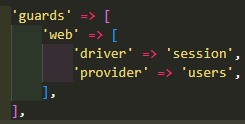 'guards' => [
    'web' => [
        'driver' => 'session',
        'provider' => 'users',
    ],
],